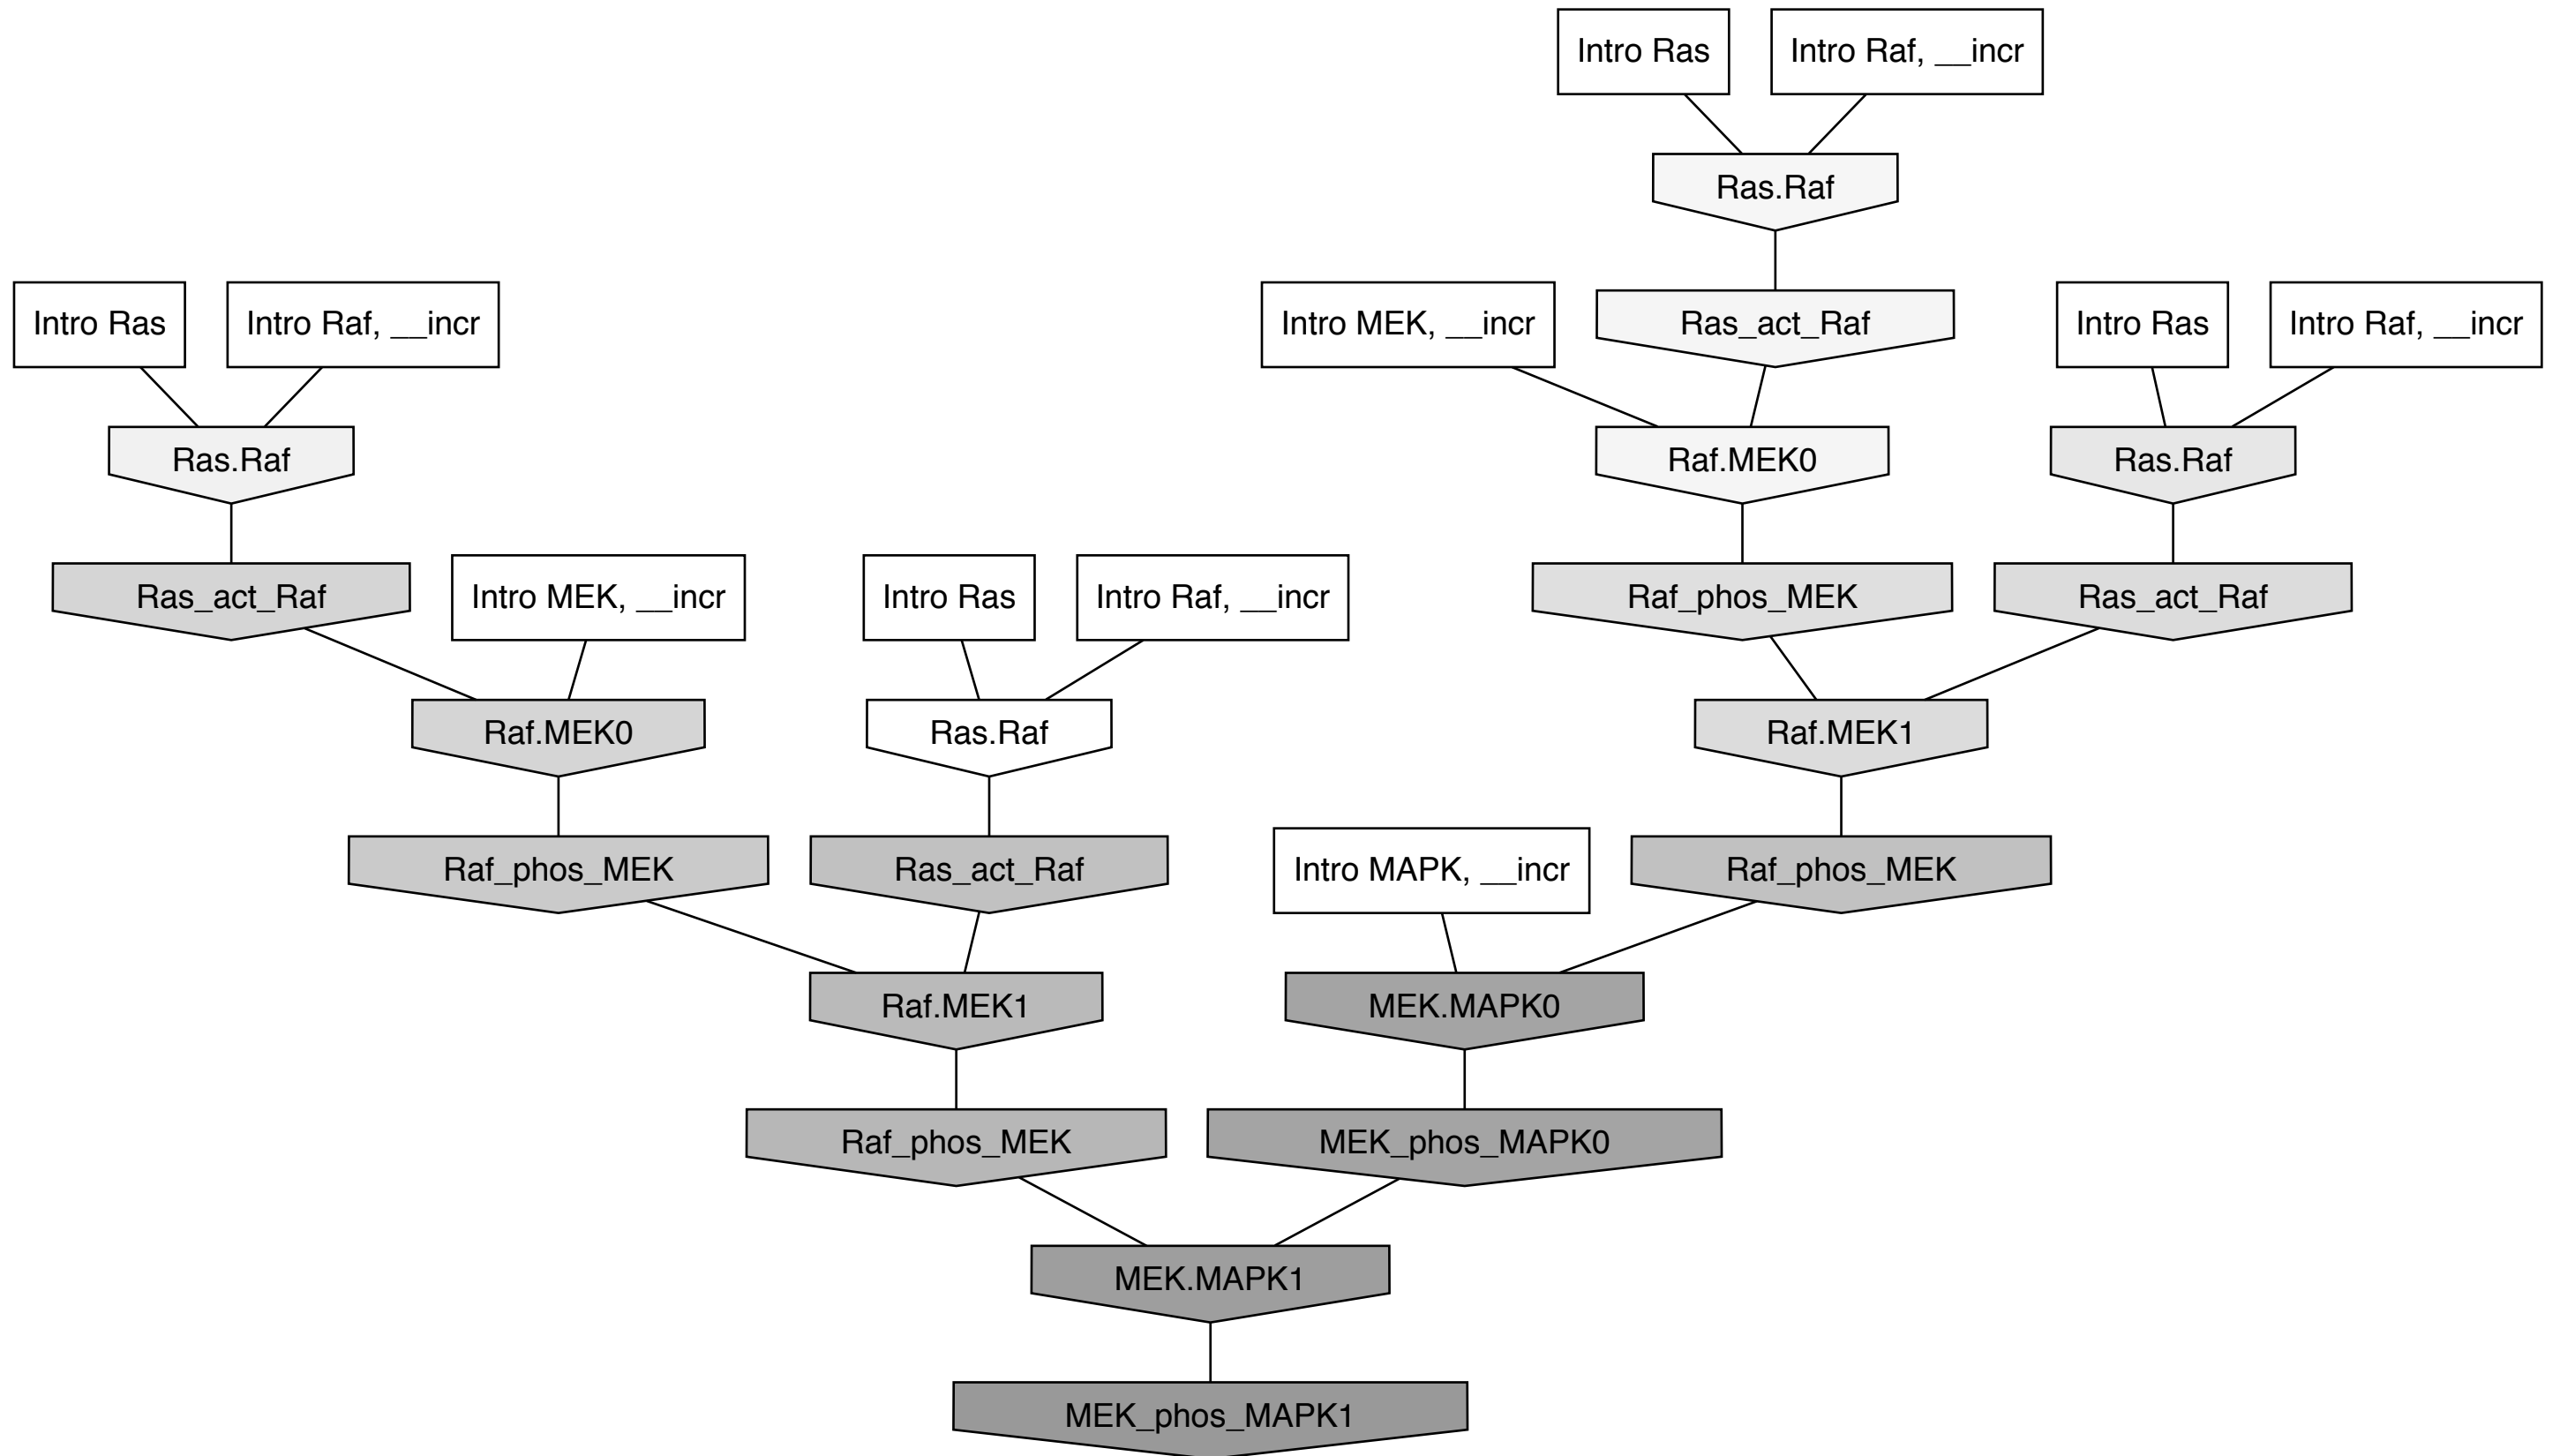 Intro Ras
Intro Raf, __incr
Ras.Raf
Intro Ras
Intro Raf, __incr
Intro MEK, __incr
Ras_act_Raf
Intro Ras
Intro Raf, __incr
Ras.Raf
Raf.MEK0
Ras.Raf
Ras_act_Raf
Intro MEK, __incr
Intro Ras
Intro Raf, __incr
Raf_phos_MEK
Ras_act_Raf
Raf.MEK0
Ras.Raf
Raf.MEK1
Raf_phos_MEK
Ras_act_Raf
Intro MAPK, __incr
Raf_phos_MEK
Raf.MEK1
MEK.MAPK0
Raf_phos_MEK
MEK_phos_MAPK0
MEK.MAPK1
MEK_phos_MAPK1